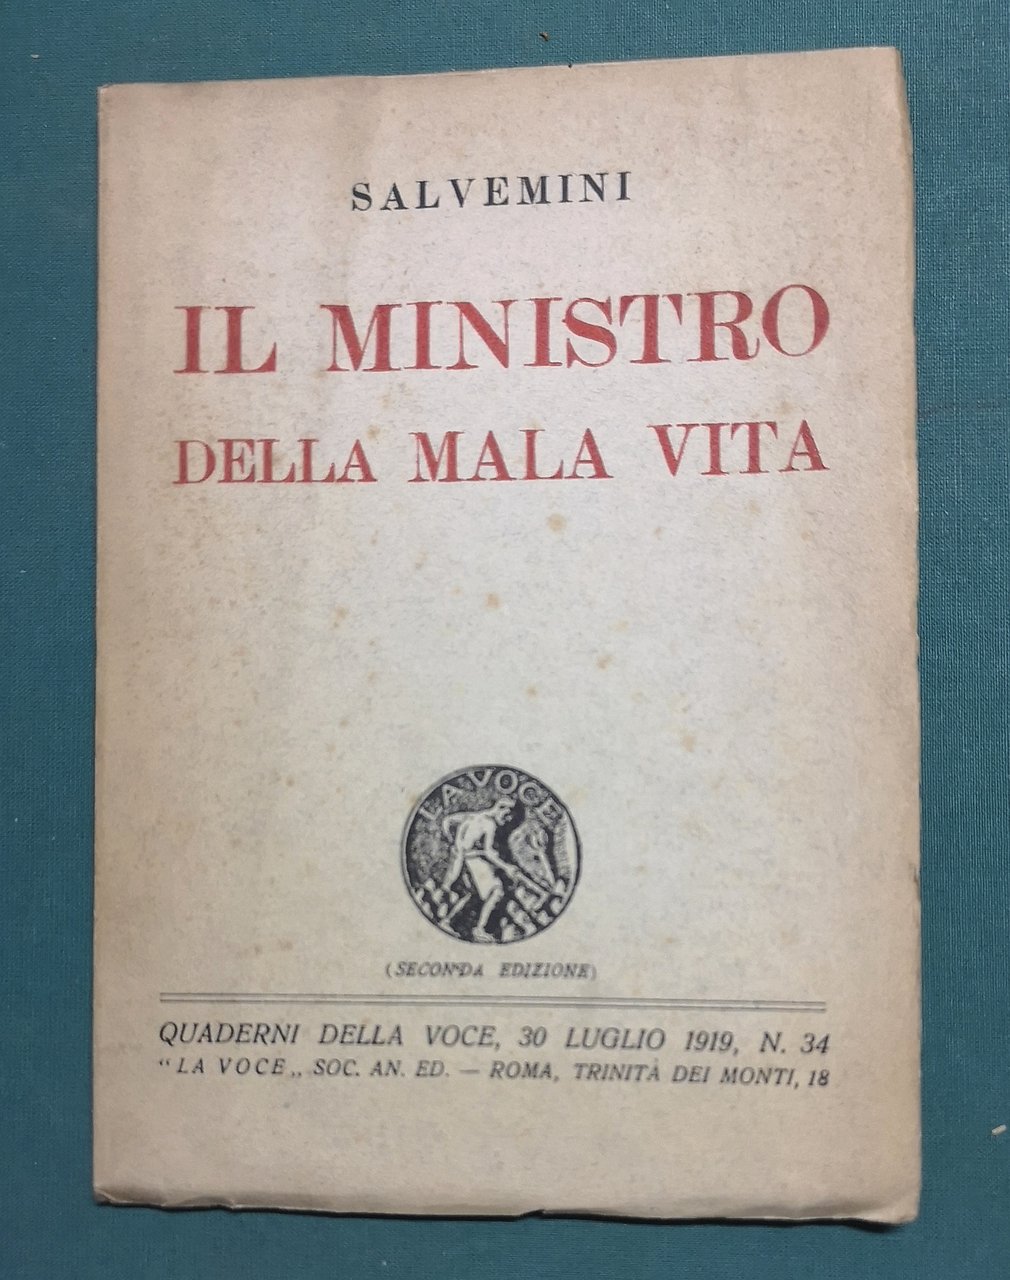 SALVEMINI
IL MINISTRO
DELLA MALA VITA
LA VOCE
(SECONDA EDIZIONE)
QUADERNI DELLA VOCE, 30 LUGLIO 1919, N. 34
“LA VOCE„ SOC. AN. ED. — ROMA, TRINITÀ DEI MONTI, 18